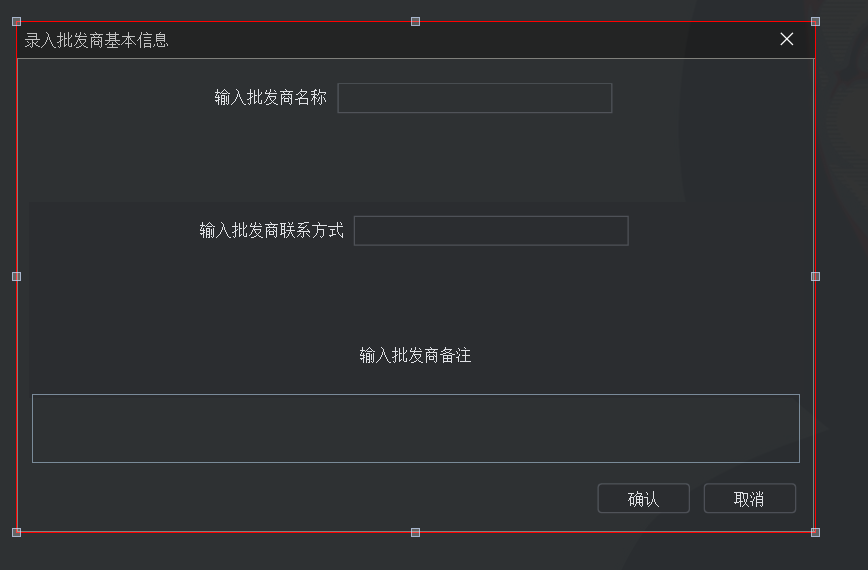 录入批发商基本信息
输入批发商名称
输入批发商联系方式
输入批发商备注
确认 取消